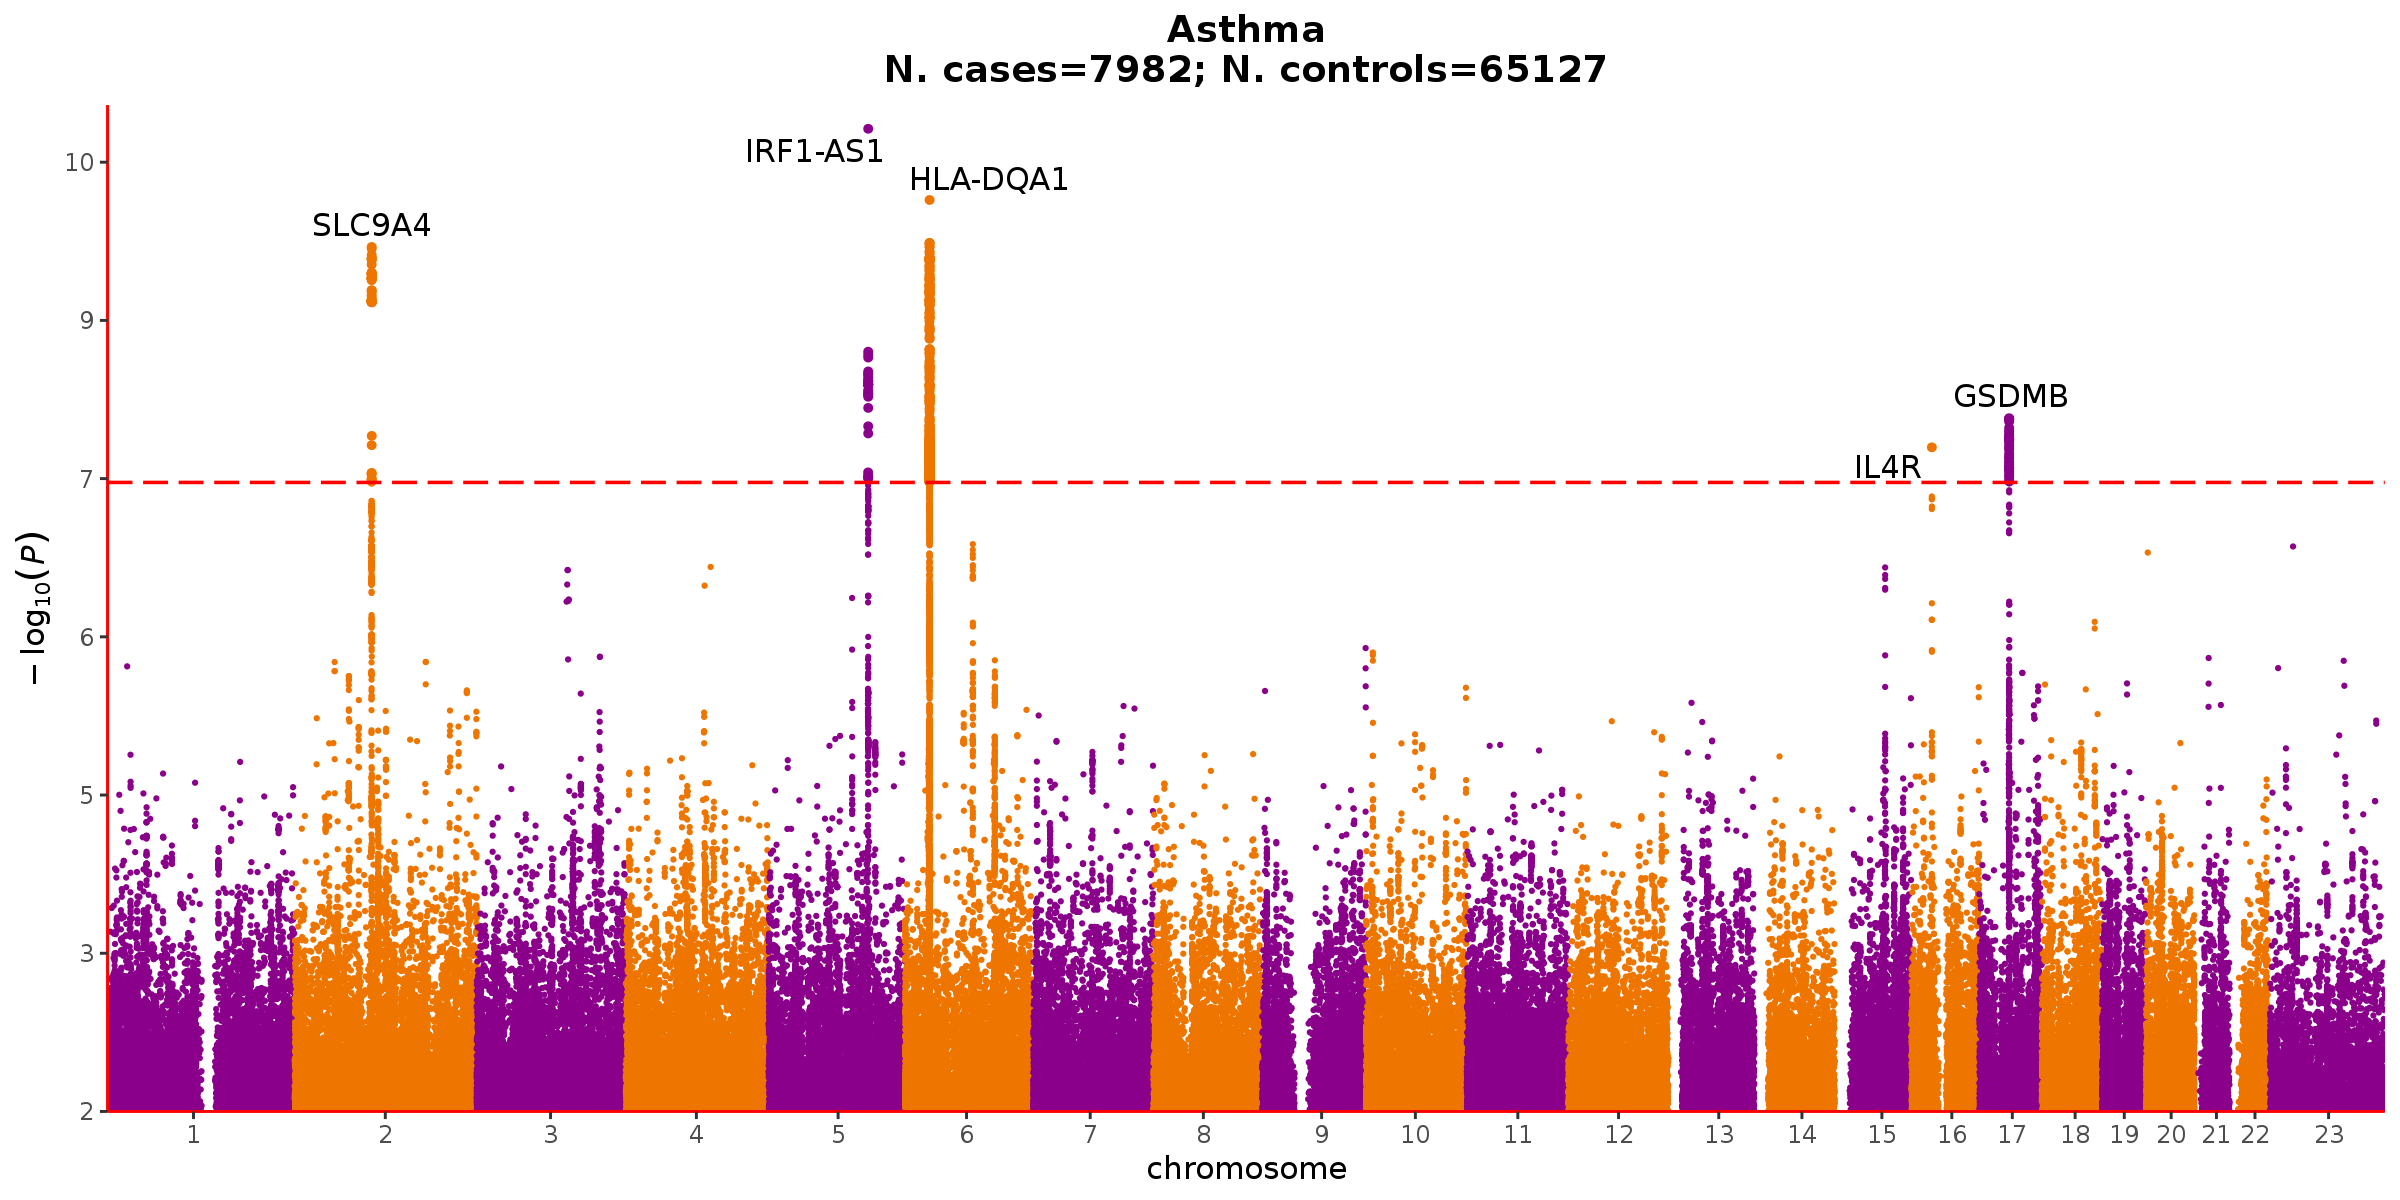 Asthma
N. cases=7982; N. controls=65127
IRF1-AS1
HLA-DQA1
SLC9A4
GSDMB
IL4R
10
9
7
6
5
3
2
−log₁₀(P)
1 2 3 4 5 6 7 8 9 10 11 12 13 14 15 16 17 18 19 20 21 22 23
chromosome